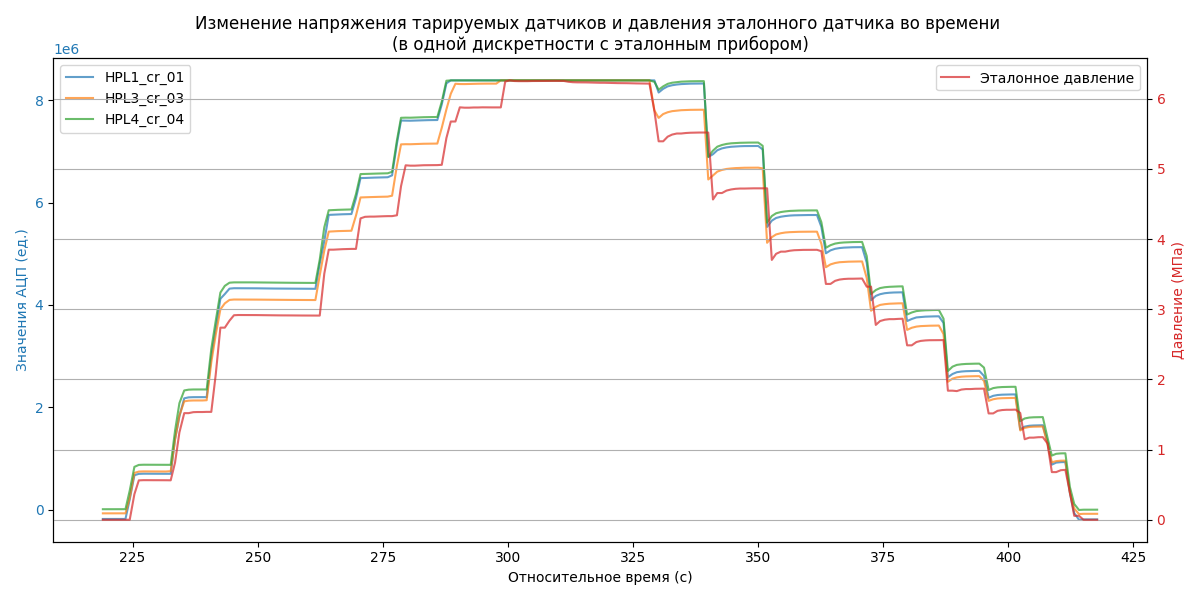 Изменение напряжения тарируемых датчиков и давления эталонного датчика во времени
(в одной дискретности с эталонным прибором)
1e6
HPL1_cr_01
HPL3_cr_03
HPL4_cr_04
Эталонное давление
Значения АЦП (ед.)
8
6
4
2
0
6
5
4
3
2
1
0
Давление (МПа)
225 250 275 300 325 350 375 400 425
Относительное время (с)